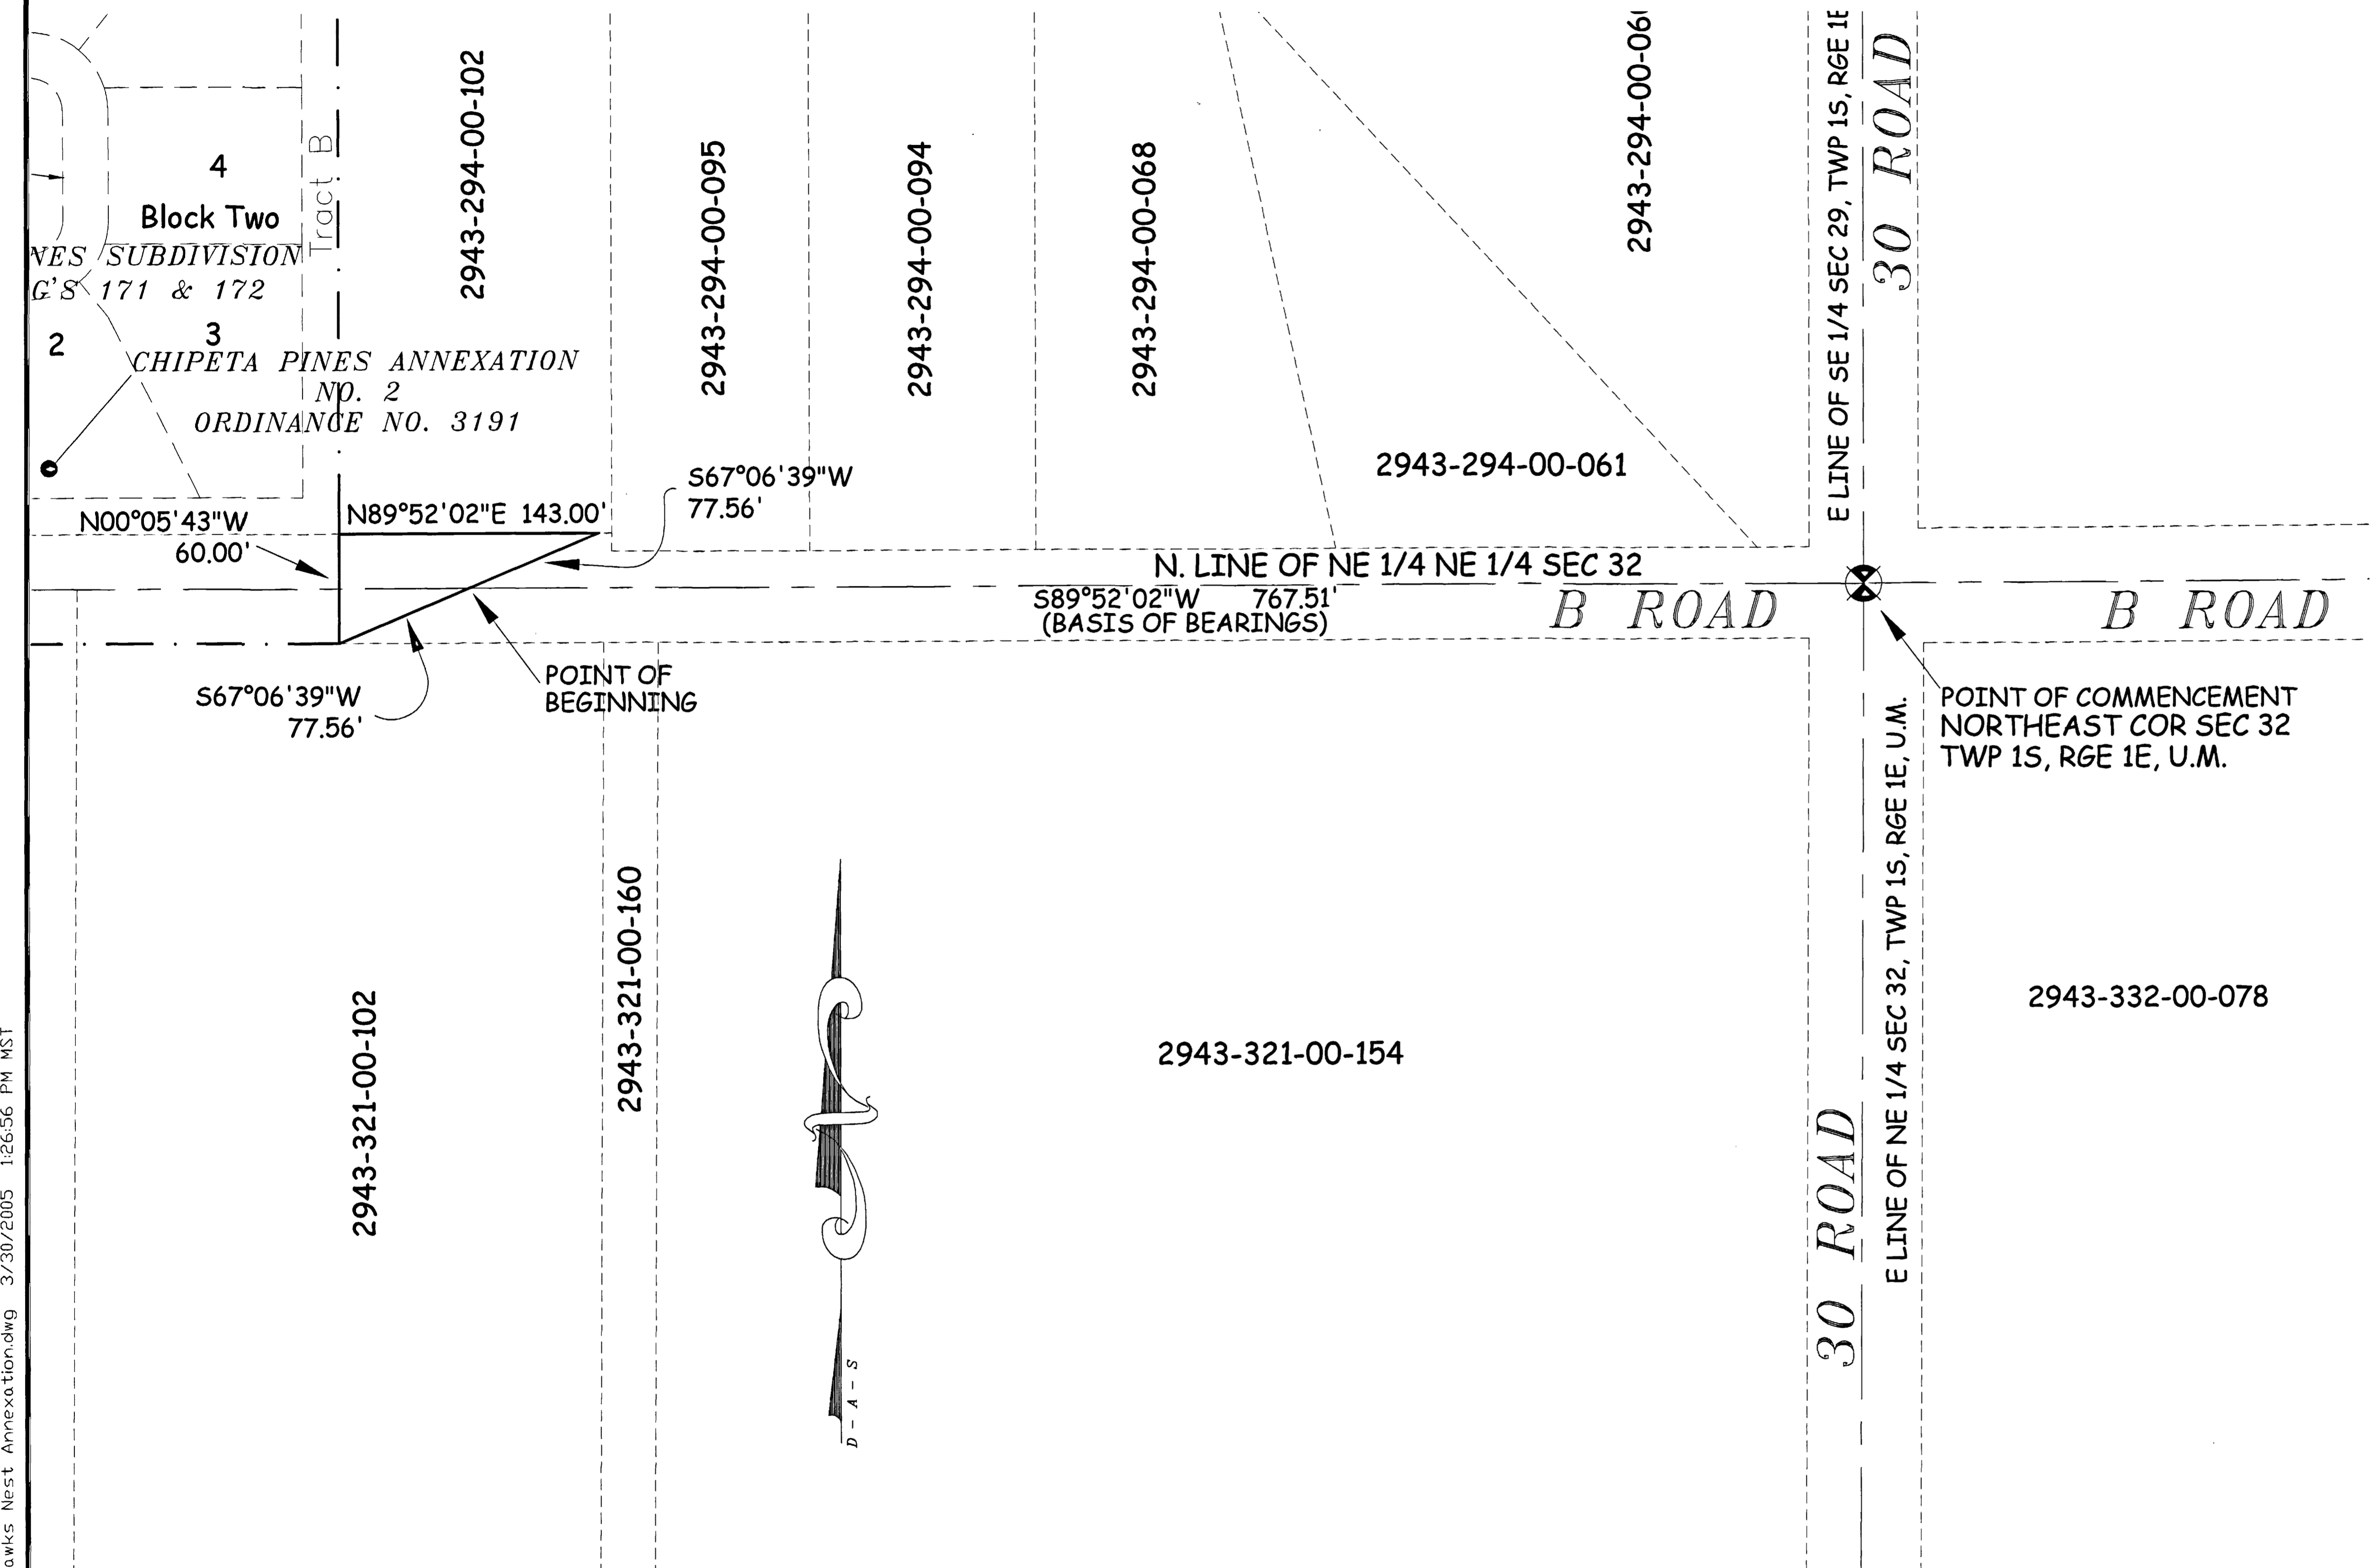 4
Block Two
NES SUBDIVISION
G'S 171 & 172
2
3
Tract B
CHIPETA PINES ANNEXATION
NO. 2
ORDINANCE NO. 3191
2943-294-00-102
2943-294-00-095
2943-294-00-094
2943-294-00-068
2943-294-00-061
2943-294-00-06
E LINE OF SE 1/4 SEC 29, TWP 1S, RGE 1E
30 ROAD
N00°05'43"W
60.00'
N89°52'02"E 143.00'
S67°06'39"W
77.56'
N. LINE OF NE 1/4 NE 1/4 SEC 32
S89°52'02"W 767.51'
(BASIS OF BEARINGS)
B ROAD
B ROAD
S67°06'39"W
77.56'
POINT OF
BEGINNING
POINT OF COMMENCEMENT
NORTHEAST COR SEC 32
TWP 1S, RGE 1E, U.M.
2943-321-00-102
2943-321-00-160
D-A-S
2943-321-00-154
30 ROAD
E LINE OF NE 1/4 SEC 32, TWP 1S, RGE 1E, U.M.
2943-332-00-078
awks Nest Annexation.dwg 3/30/2005 1:26:56 PM MST